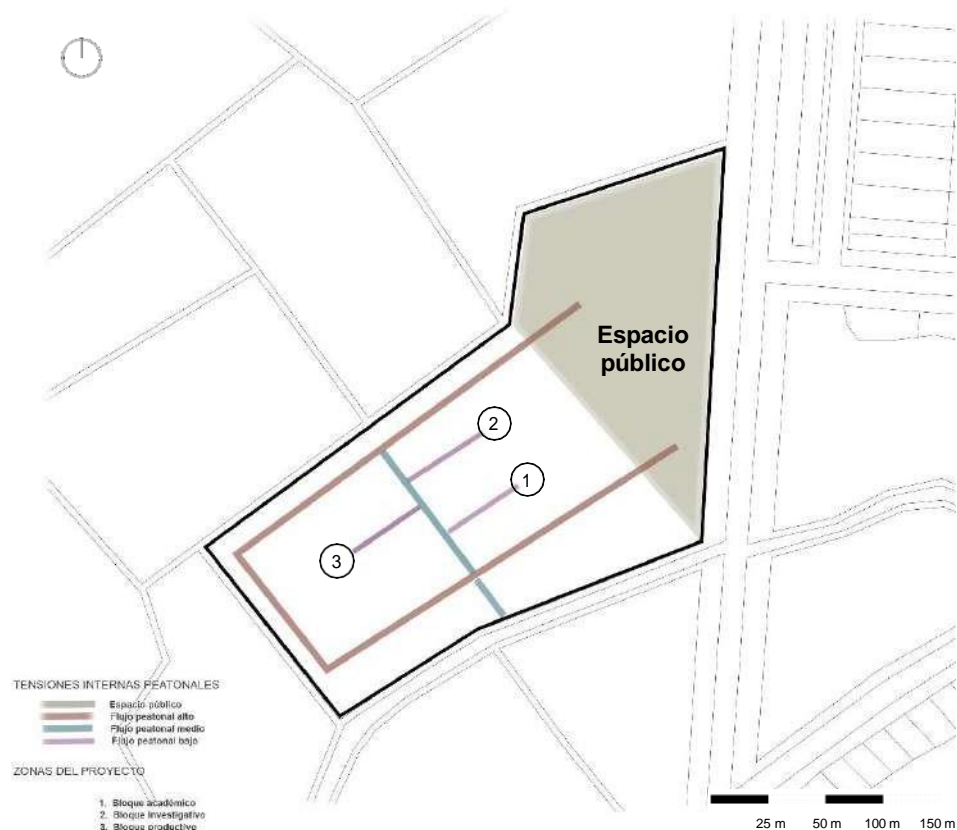 Espacio
público
2
1
3
TENSIONES INTERNAS PEATONALES
Espacio público
Flujo peatonal alto
Flujo peatonal medio
Flujo peatonal bajo
ZONAS DEL PROYECTO
1. Bloque académico
2. Bloque investigativo
3. Bloque productivo
25 m 50 m 100 m 150 m